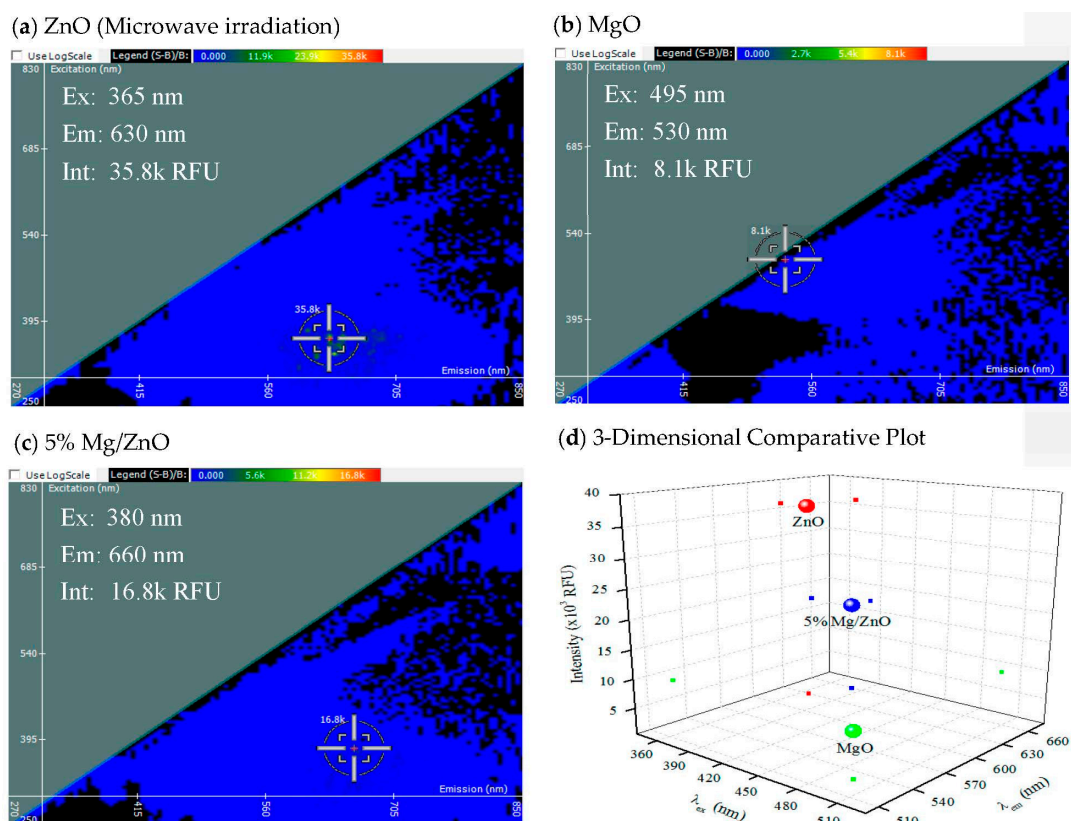 (a) ZnO (Microwave irradiation)
Use LogScale Legend (S-B)/B: 0.000 11.9k 23.9k 35.8k
830 Excitation (nm)
Ex: 365 nm
Em: 630 nm
Int: 35.8k RFU
685
540
395
35.8k
Emission (nm)
270 415 560 705 850
250
(b) MgO
Use LogScale Legend (S-B)/B: 0.000 2.7k 5.4k 8.1k
830 Excitation (nm)
Ex: 495 nm
Em: 530 nm
Int: 8.1k RFU
685
540
8.1k
395
Emission (nm)
270 415 560 705 850
250
(c) 5% Mg/ZnO
Use LogScale Legend (S-B)/B: 0.000 5.6k 11.2k 16.8k
830 Excitation (nm)
Ex: 380 nm
Em: 660 nm
Int: 16.8k RFU
685
540
16.8k
395
Emission (nm)
270 415 560 705 850
250
(d) 3-Dimensional Comparative Plot
40
35
30
25
20
15
10
5
Intensity (x10³ RFU)
ZnO
5% Mg/ZnO
MgO
360 390 420 450 480 510
λex (nm)
510 540 570 600 630 660
λem (nm)